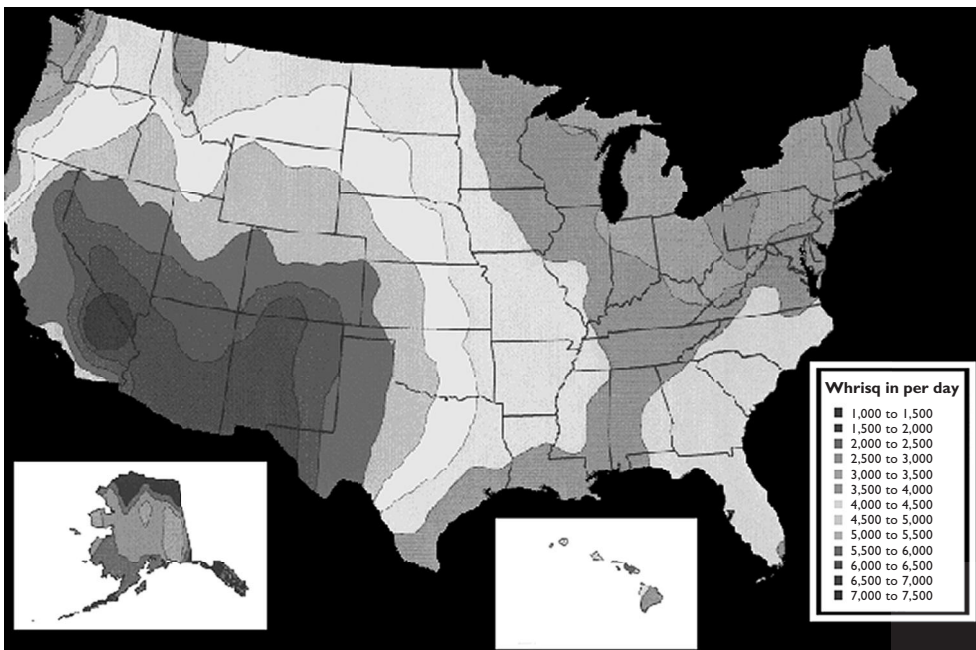 Whrisq in per day
1,000 to 1,500
1,500 to 2,000
2,000 to 2,500
2,500 to 3,000
3,000 to 3,500
3,500 to 4,000
4,000 to 4,500
4,500 to 5,000
5,000 to 5,500
5,500 to 6,000
6,000 to 6,500
6,500 to 7,000
7,000 to 7,500